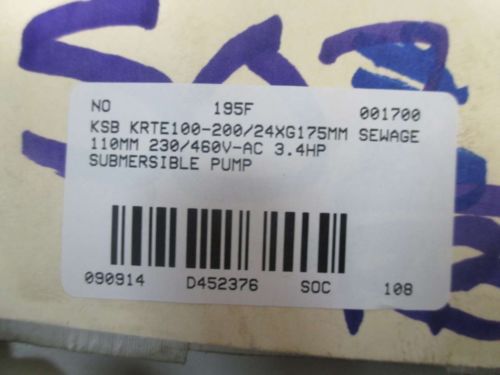 NO 195F 001700
KSB KRTE100-200/24XG175MM SEWAGE
110MM 230/460V-AC 3.4HP
SUBMERSIBLE PUMP
090914 D452376 SOC 108